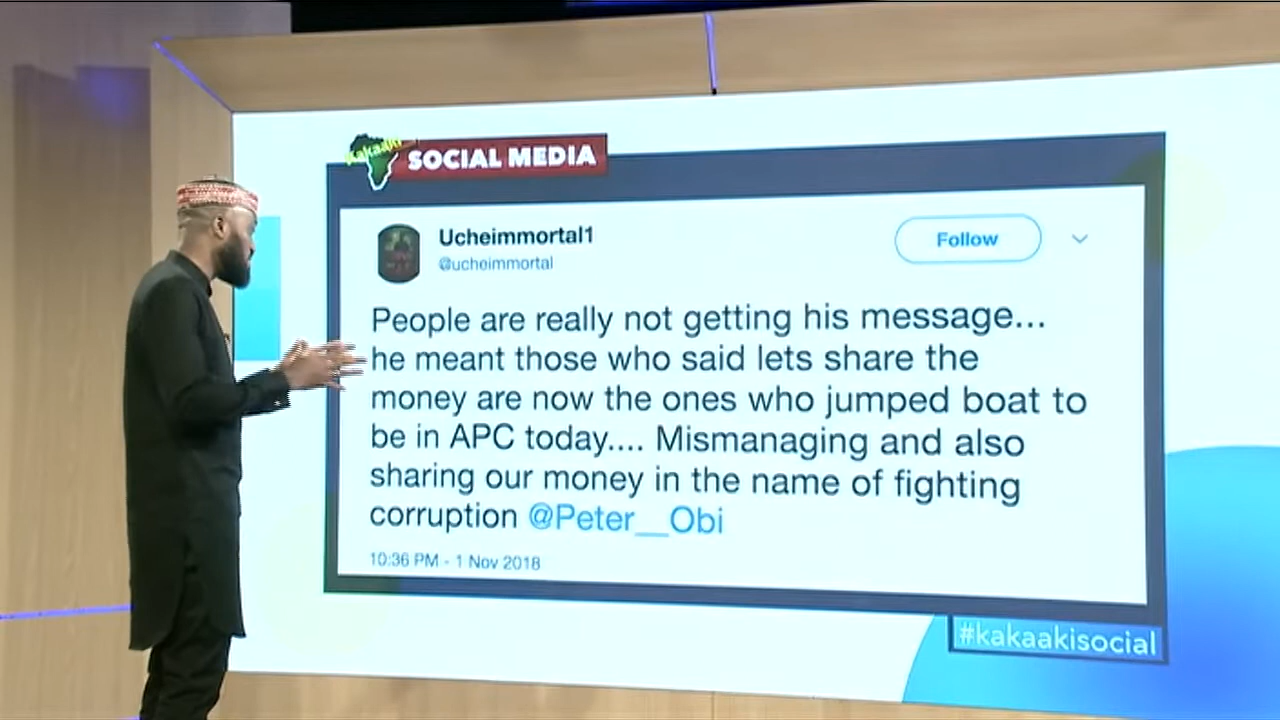 Kakaaki
SOCIAL MEDIA
Ucheimmortal1
@ucheimmortal
Follow
People are really not getting his message...
he meant those who said lets share the
money are now the ones who jumped boat to
be in APC today.... Mismanaging and also
sharing our money in the name of fighting
corruption @Peter__Obi
10:36 PM - 1 Nov 2018
#kakaakisocial